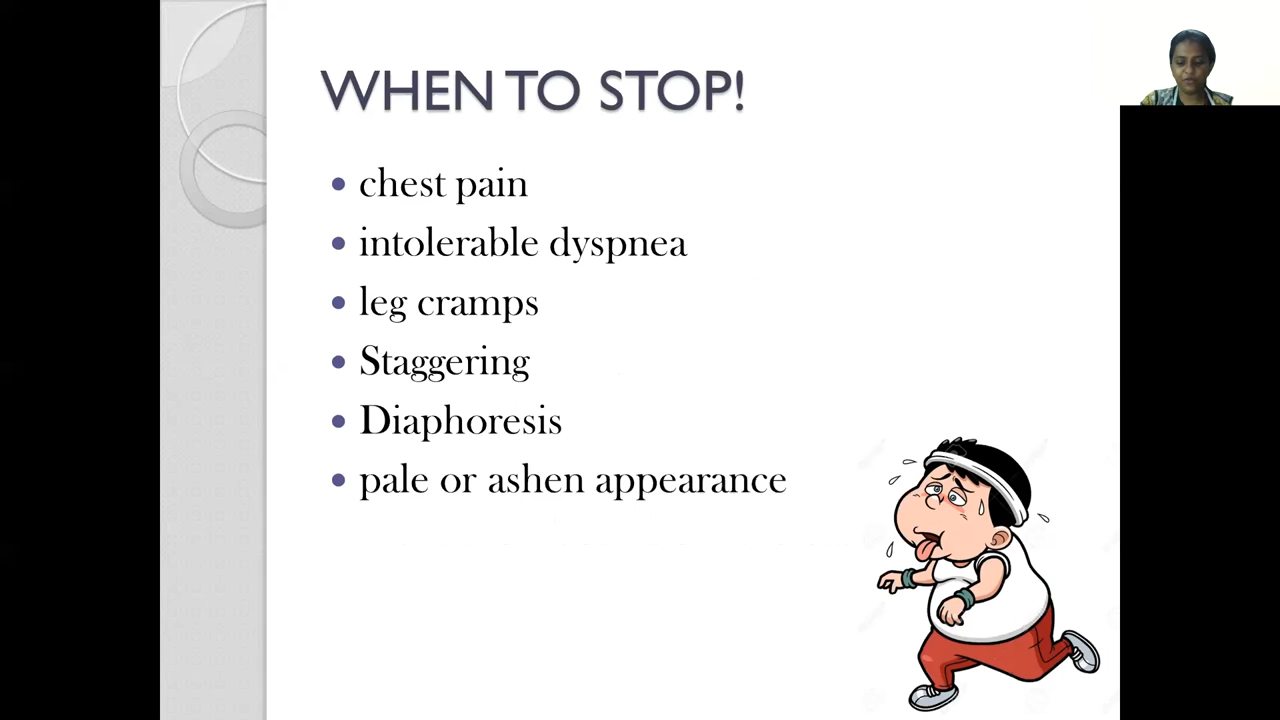 WHEN TO STOP!
chest pain
intolerable dyspnea
leg cramps
Staggering
Diaphoresis
pale or ashen appearance